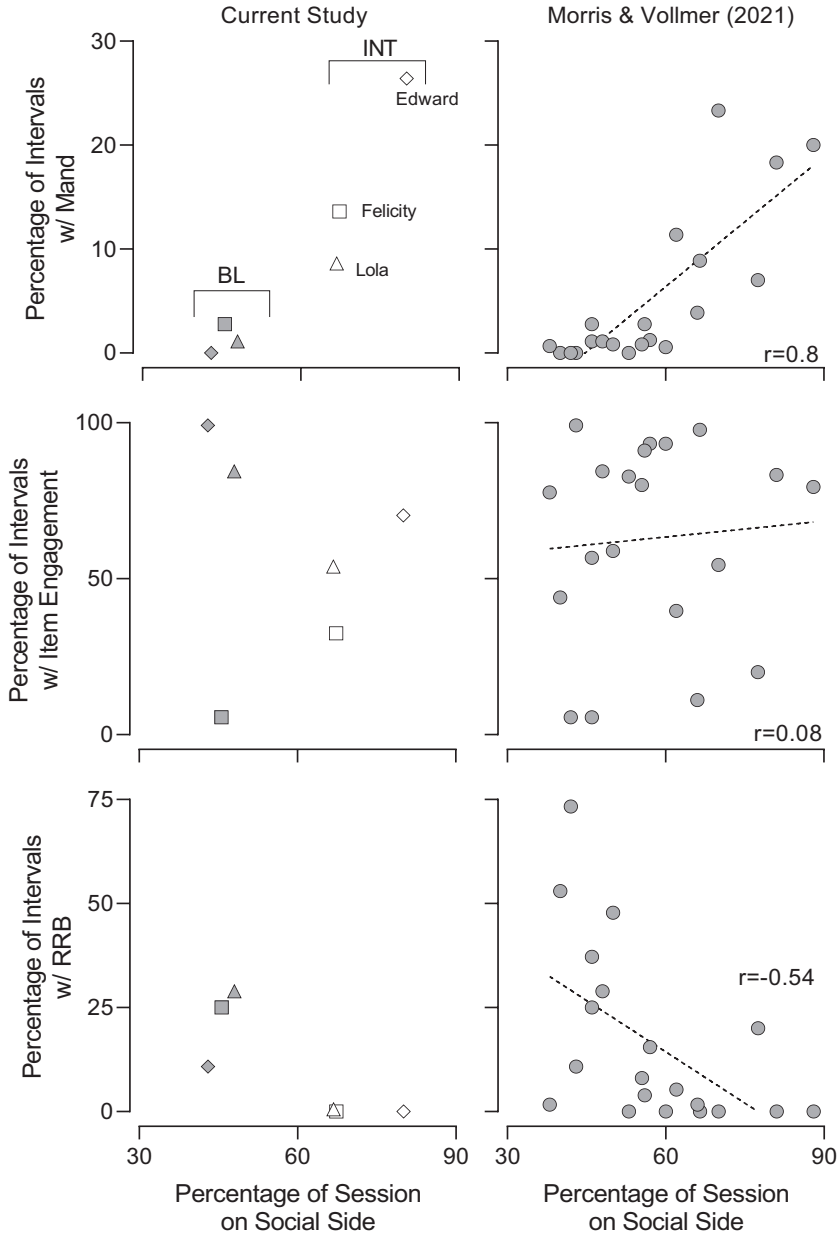 Current Study
Morris & Vollmer (2021)
Percentage of Intervals
w/ Mand
30
20
10
0
INT
Edward
Felicity
Lola
BL
r=0.8
Percentage of Intervals
w/ Item Engagement
100
50
0
r=0.08
Percentage of Intervals
w/ RRB
75
50
25
0
r=-0.54
30
60
90
30
60
90
Percentage of Session
on Social Side
Percentage of Session
on Social Side